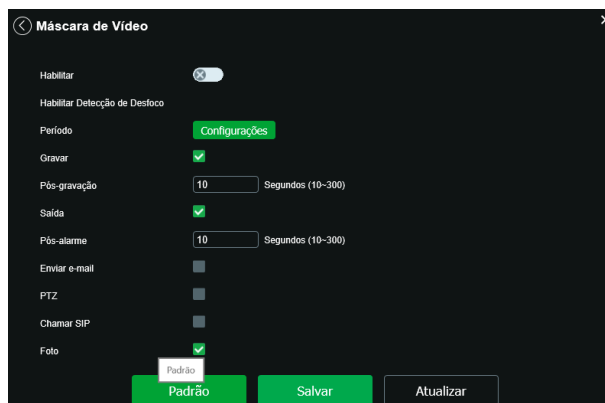 Máscara de Vídeo
Habilitar
Habilitar Detecção de Desfoco
Período Configurações
Gravar
Pós-gravação 10 Segundos (10~300)
Saída
Pós-alarme 10 Segundos (10~300)
Enviar e-mail
PTZ
Chamar SIP
Foto
Padrão
Padrão Salvar Atualizar